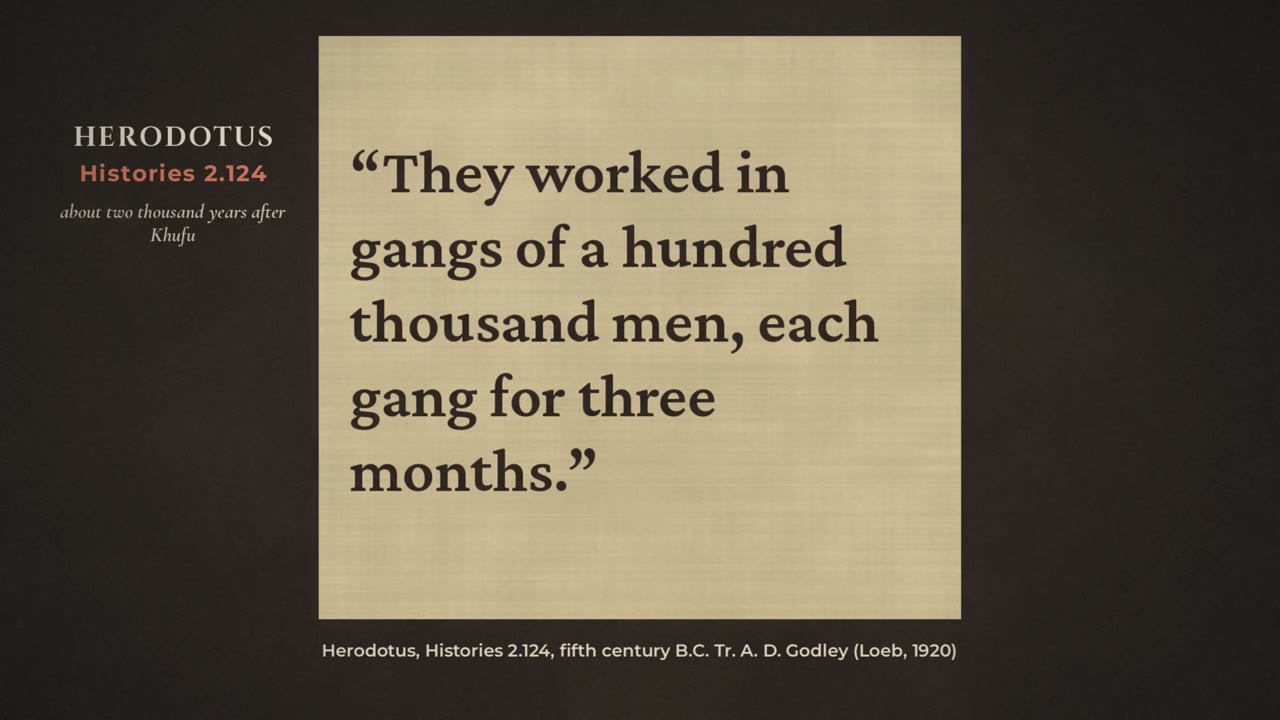 HERODOTUS
Histories 2.124
about two thousand years after
Khufu
“They worked in
gangs of a hundred
thousand men, each
gang for three
months.”
Herodotus, Histories 2.124, fifth century B.C. Tr. A. D. Godley (Loeb, 1920)